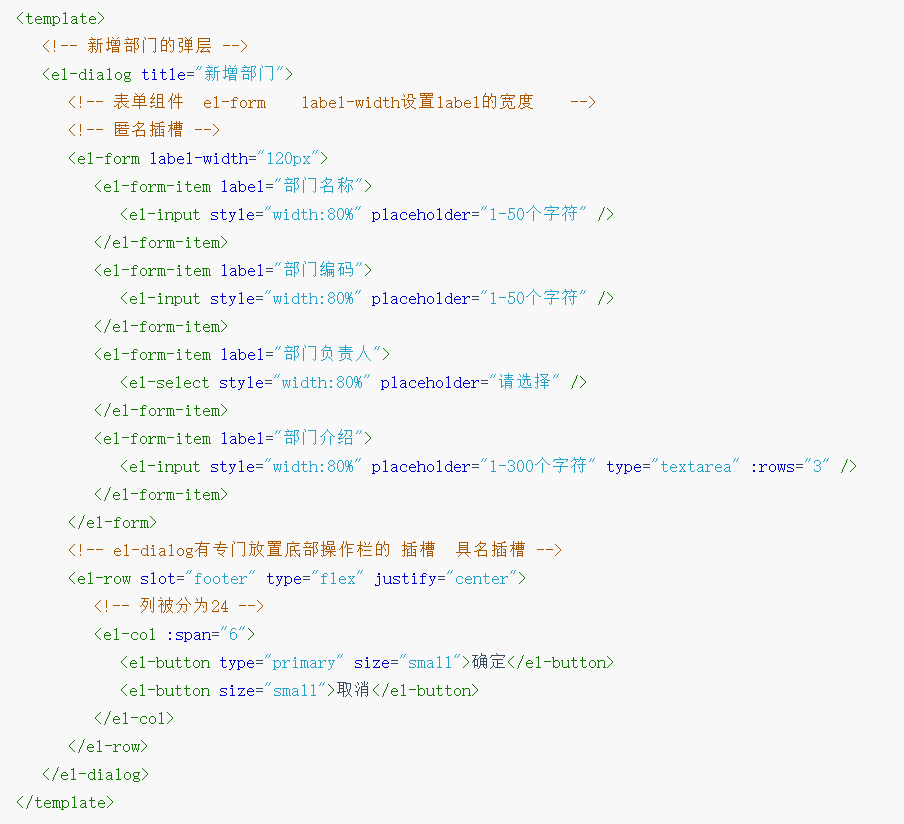 <template>
<!-- 新增部门的弹层 -->
<el-dialog title="新增部门">
<!-- 表单组件  el-form    label-width设置label的宽度    -->
<!-- 匿名插槽 -->
<el-form label-width="120px">
<el-form-item label="部门名称">
<el-input style="width:80%" placeholder="1-50个字符" />
</el-form-item>
<el-form-item label="部门编码">
<el-input style="width:80%" placeholder="1-50个字符" />
</el-form-item>
<el-form-item label="部门负责人">
<el-select style="width:80%" placeholder="请选择" />
</el-form-item>
<el-form-item label="部门介绍">
<el-input style="width:80%" placeholder="1-300个字符" type="textarea" :rows="3" />
</el-form-item>
</el-form>
<!-- el-dialog有专门放置底部操作栏的 插槽  具名插槽 -->
<el-row slot="footer" type="flex" justify="center">
<!-- 列被分为24 -->
<el-col :span="6">
<el-button type="primary" size="small">确定</el-button>
<el-button size="small">取消</el-button>
</el-col>
</el-row>
</el-dialog>
</template>